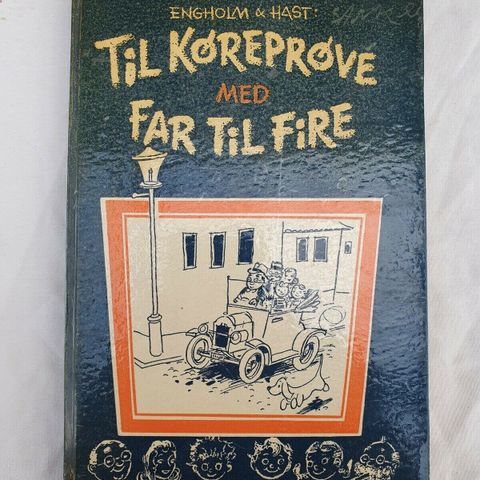 ENGHOLM & HAST:
TiL KØREPRØVE
MED
FAR TiL FiRE